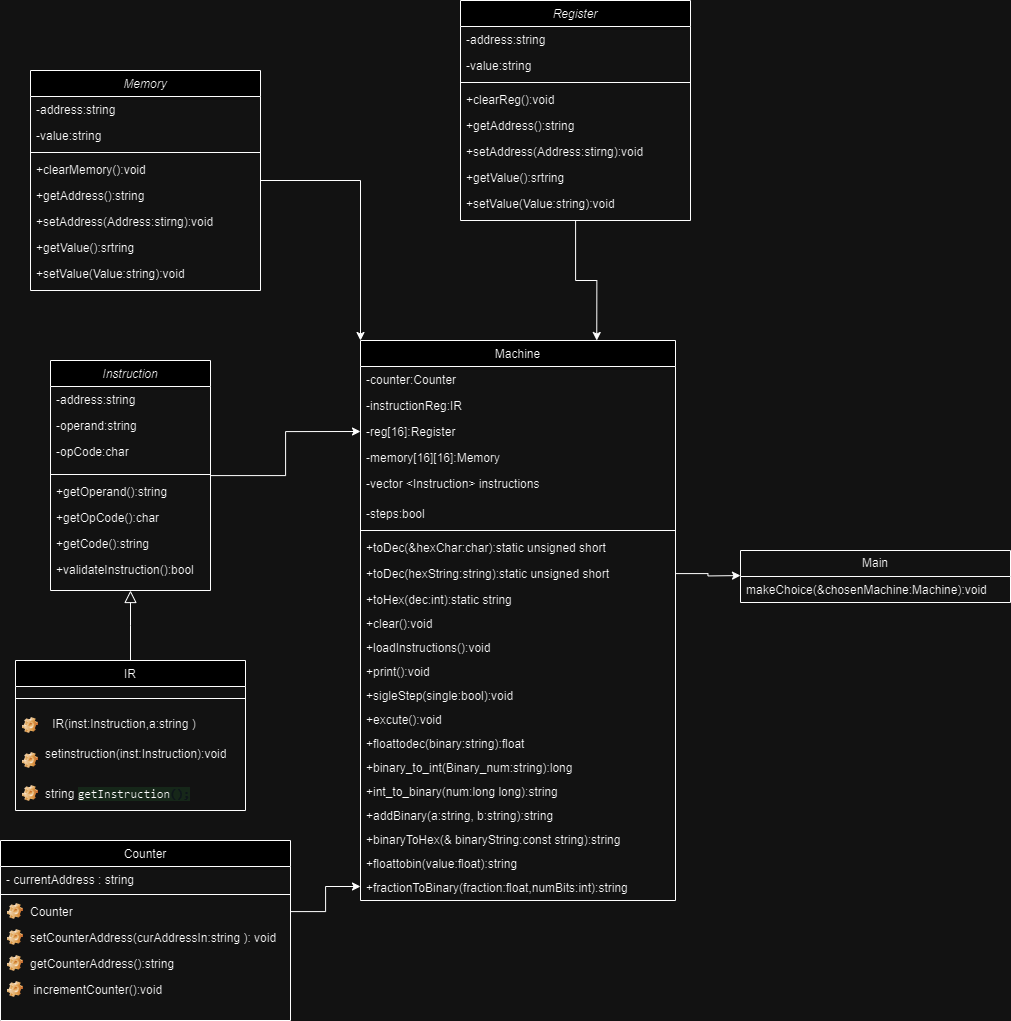 Register
-address:string
-value:string
+clearReg():void
+getAddress():string
+setAddress(Address:stirng):void
+getValue():srtring
+setValue(Value:string):void
Memory
-address:string
-value:string
+clearMemory():void
+getAddress():string
+setAddress(Address:stirng):void
+getValue():srtring
+setValue(Value:string):void
Machine
-counter:Counter
-instructionReg:IR
-reg[16]:Register
-memory[16][16]:Memory
-vector <Instruction> instructions
-steps:bool
+toDec(&hexChar:char):static unsigned short
+toDec(hexString:string):static unsigned short
+toHex(dec:int):static string
+clear():void
+loadInstructions():void
+print():void
+sigleStep(single:bool):void
+excute():void
+floattodec(binary:string):float
+binary_to_int(Binary_num:string):long
+int_to_binary(num:long long):string
+addBinary(a:string, b:string):string
+binaryToHex(& binaryString:const string):string
+floattobin(value:float):string
+fractionToBinary(fraction:float,numBits:int):string
Instruction
-address:string
-operand:string
-opCode:char
+getOperand():string
+getOpCode():char
+getCode():string
+validateInstruction():bool
Main
makeChoice(&chosenMachine:Machine):void
IR
IR(inst:Instruction,a:string )
setinstruction(inst:Instruction):void
string getInstruction();
Counter
- currentAddress : string
Counter
setCounterAddress(curAddressIn:string ): void
getCounterAddress():string
incrementCounter():void